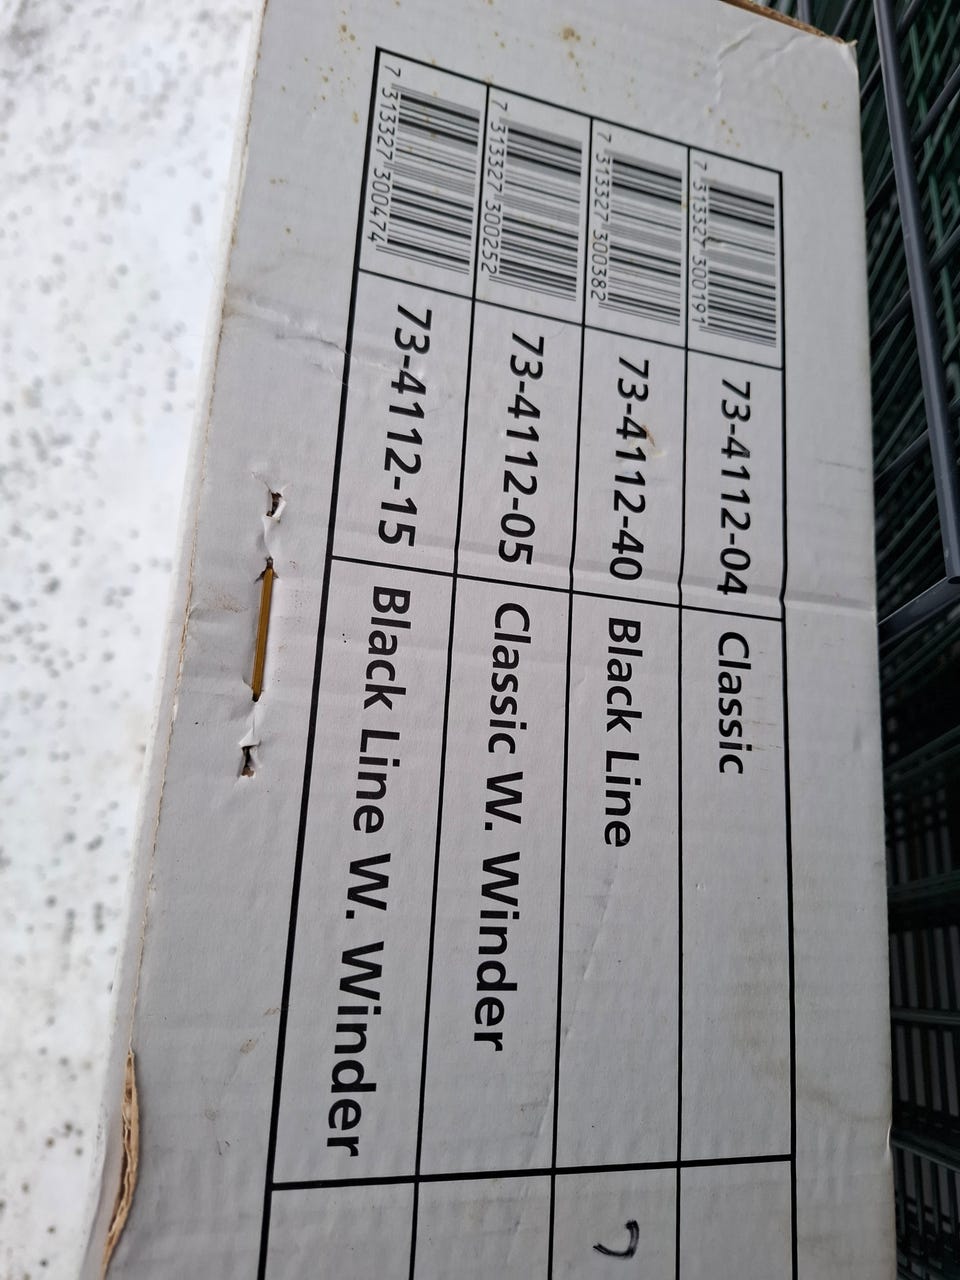 7 313327 300191 73-4112-04 Classic
7 313327 300382 73-4112-40 Black Line
7 313327 300252 73-4112-05 Classic W. Winder
7 313327 300474 73-4112-15 Black Line W. Winder